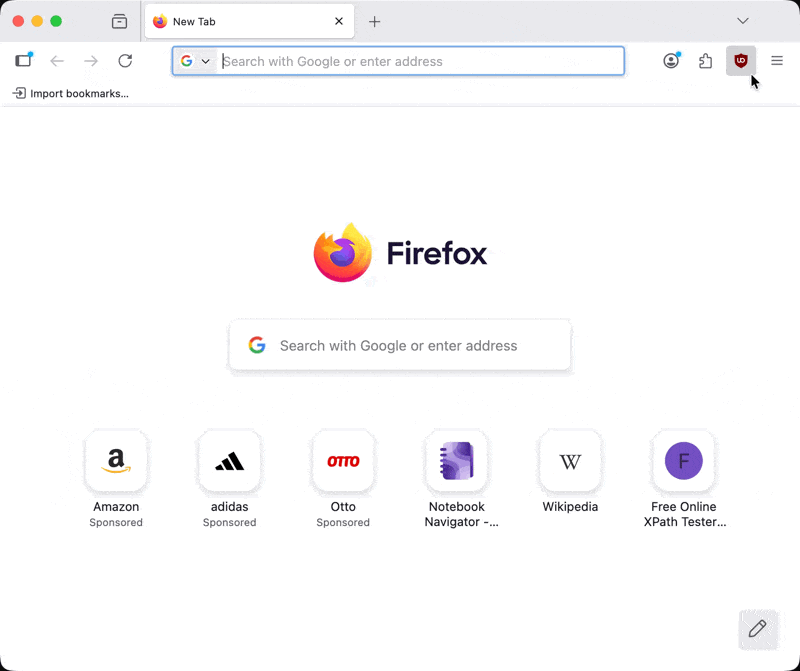 New Tab
Search with Google or enter address
Import bookmarks...
Firefox
Search with Google or enter address
a
OTTO
W
F
Amazon
Sponsored
adidas
Sponsored
Otto
Sponsored
Notebook
Navigator -...
Wikipedia
Free Online
XPath Tester...